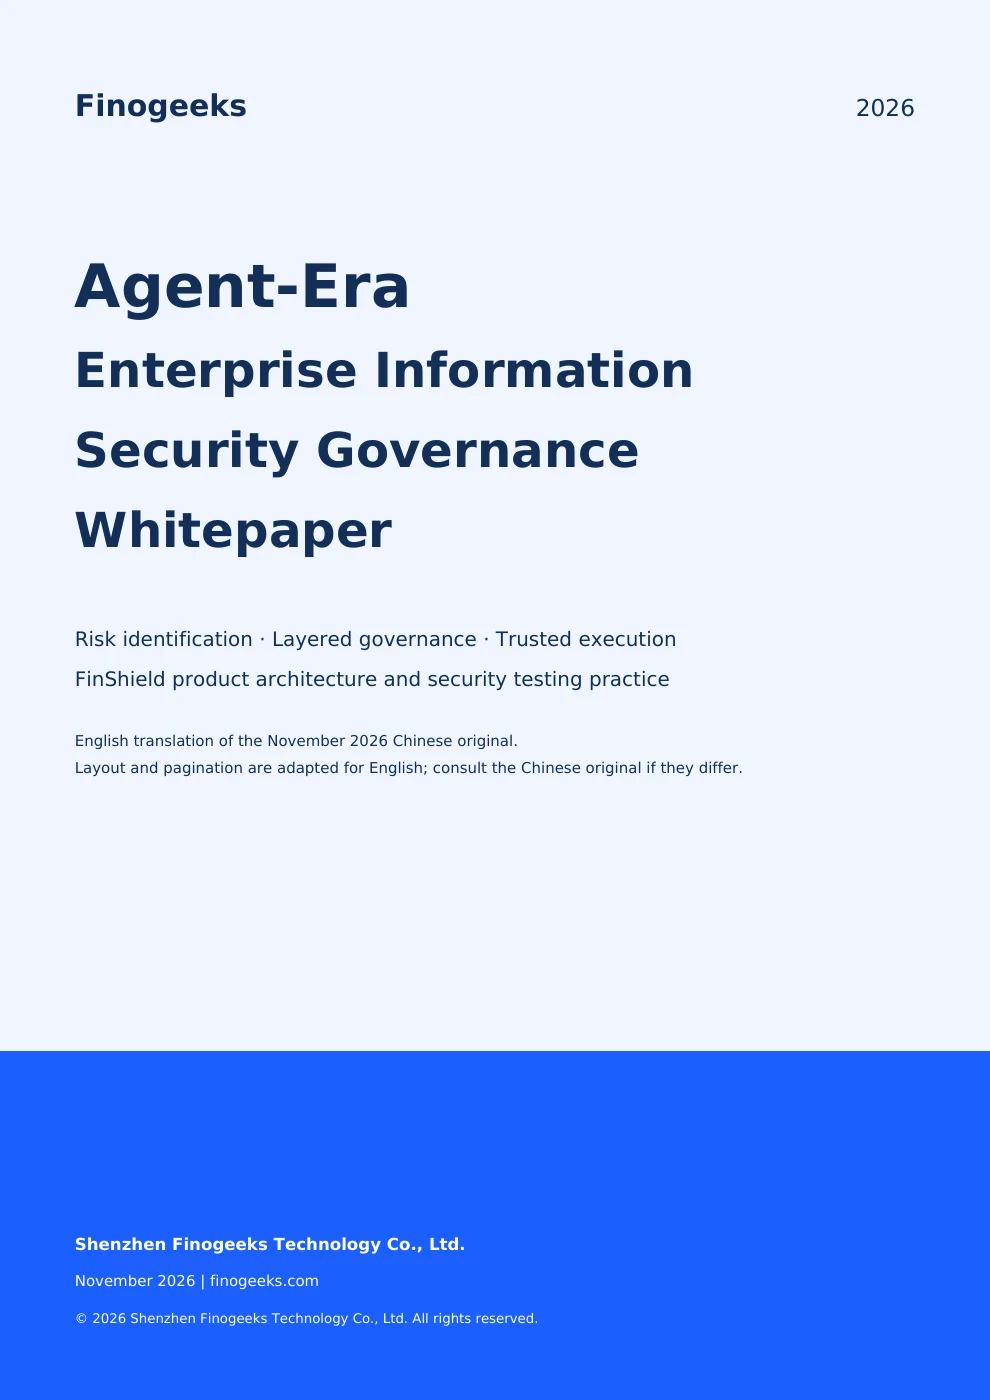 Finogeeks
2026
Agent-Era
Enterprise Information
Security Governance
Whitepaper
Risk identification · Layered governance · Trusted execution
FinShield product architecture and security testing practice
English translation of the November 2026 Chinese original.
Layout and pagination are adapted for English; consult the Chinese original if they differ.
Shenzhen Finogeeks Technology Co., Ltd.
November 2026 | finogeeks.com
© 2026 Shenzhen Finogeeks Technology Co., Ltd. All rights reserved.